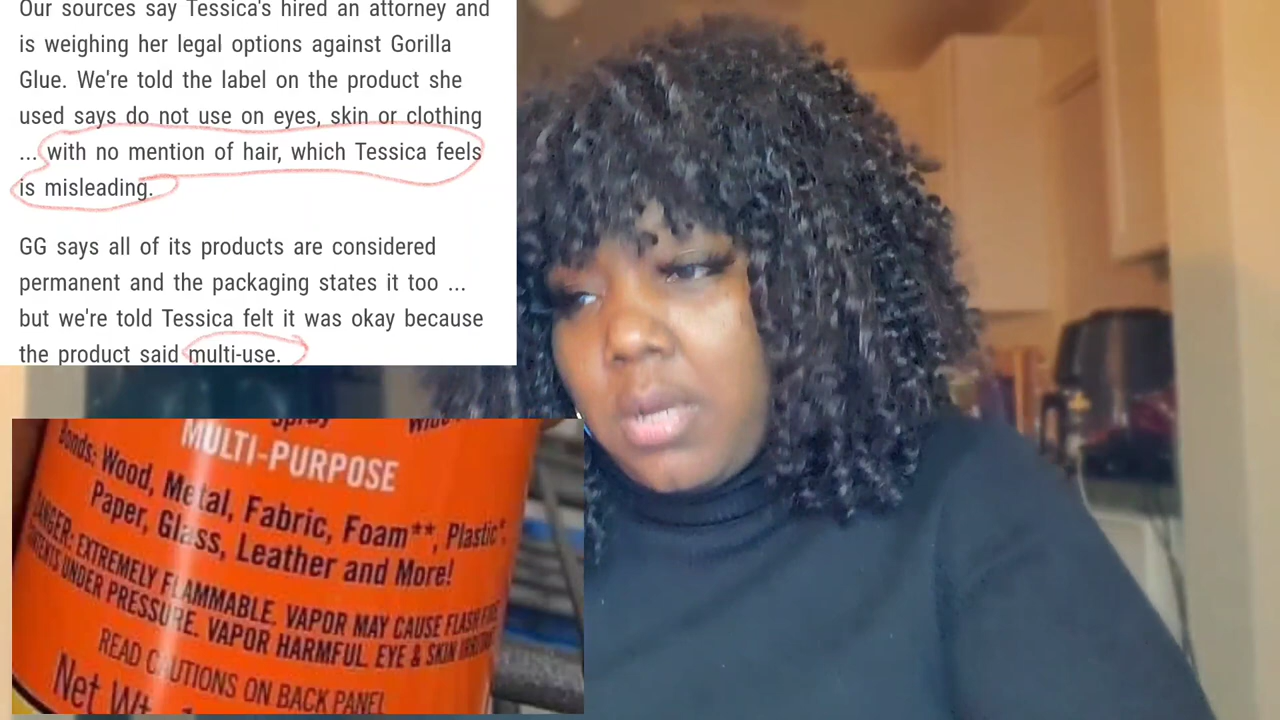 Our sources say Tessica's hired an attorney and
is weighing her legal options against Gorilla
Glue. We're told the label on the product she
used says do not use on eyes, skin or clothing
... with no mention of hair, which Tessica feels
is misleading.
GG says all of its products are considered
permanent and the packaging states it too ...
but we're told Tessica felt it was okay because
the product said multi-use.
Spray
MULTI-PURPOSE
Bonds: Wood, Metal, Fabric, Foam**, Plastic*,
Paper, Glass, Leather and More!
DANGER: EXTREMELY FLAMMABLE. VAPOR MAY CAUSE FLASH FIRE.
CONTENTS UNDER PRESSURE. VAPOR HARMFUL. EYE & SKIN
READ CAUTIONS ON BACK PANEL
Net Wt.